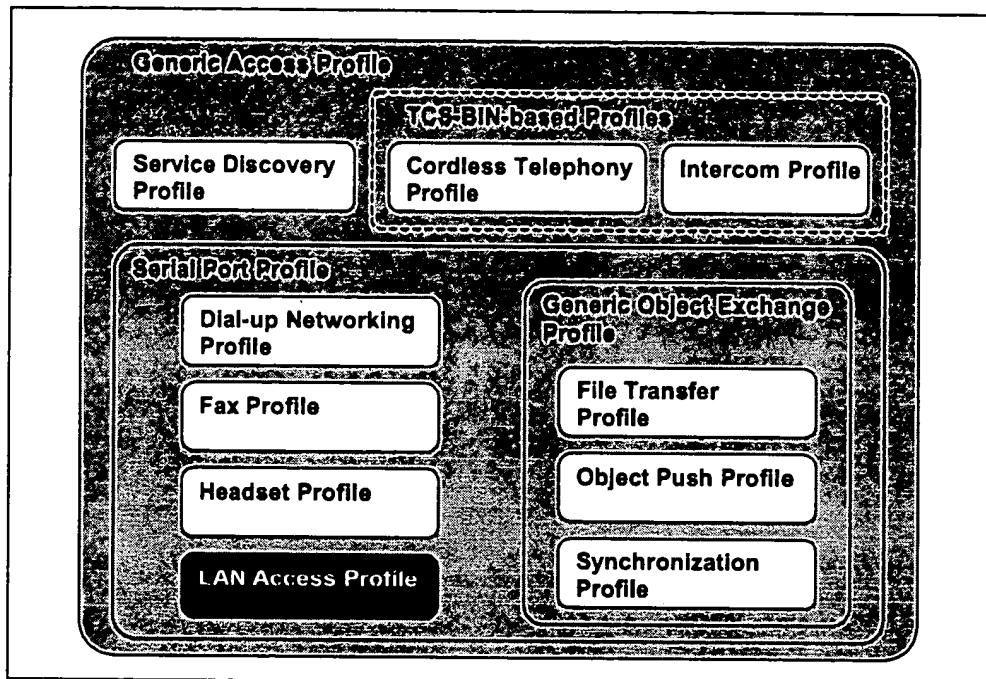 Generic Access Profile
TCS-BIN-based Profiles
Service Discovery
Profile
Cordless Telephony
Profile
Intercom Profile
Serial Port Profile
Dial-up Networking
Profile
Fax Profile
Headset Profile
LAN Access Profile
Generic Object Exchange
Profile
File Transfer
Profile
Object Push Profile
Synchronization
Profile